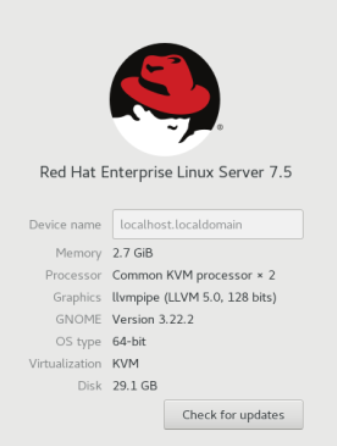 ®
Red Hat Enterprise Linux Server 7.5
Device name localhost.localdomain
Memory 2.7 GiB
Processor Common KVM processor × 2
Graphics llvmpipe (LLVM 5.0, 128 bits)
GNOME Version 3.22.2
OS type 64-bit
Virtualization KVM
Disk 29.1 GB
Check for updates